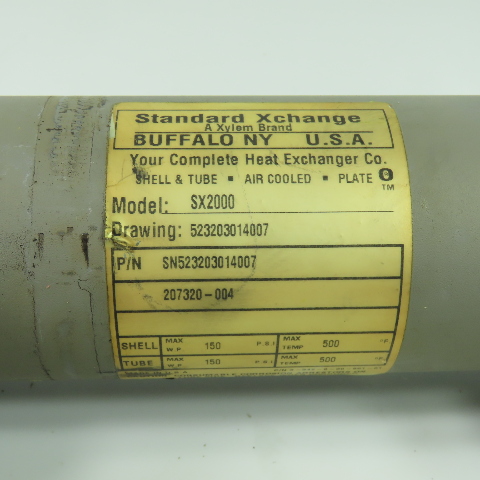 Standard Xchange
A Xylem Brand
BUFFALO NY U.S.A.
Your Complete Heat Exchanger Co.
SHELL & TUBE ▪ AIR COOLED ▪ PLATE
TM
Model: SX2000
Drawing: 523203014007
P/N SN523203014007
207320-004
SHELL MAX W.P. 150 P.S.I. MAX TEMP 500 °F
TUBE MAX W.P. 150 P.S.I. MAX TEMP 500 °F